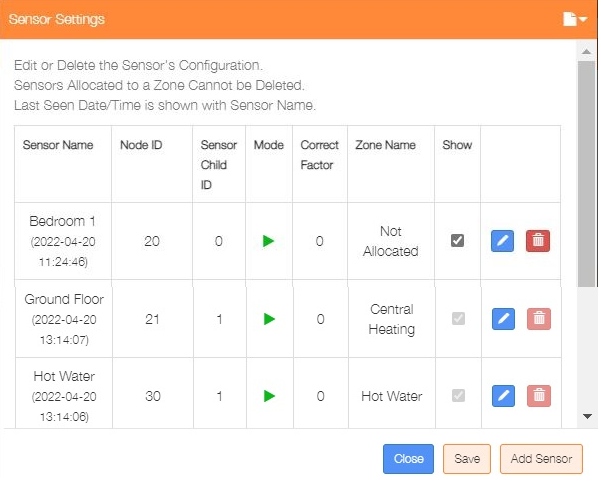 Sensor Settings
Edit or Delete the Sensor's Configuration.
Sensors Allocated to a Zone Cannot be Deleted.
Last Seen Date/Time is shown with Sensor Name.
Sensor Name Node ID Sensor Mode Correct Zone Name Show
Child Factor
ID
Bedroom 1
(2022-04-20 20 0 0 Not
11:24:46) Allocated
Ground Floor
(2022-04-20 21 1 0 Central
13:14:07) Heating
Hot Water
(2022-04-20 30 1 0 Hot Water
13:14:06)
Close Save Add Sensor